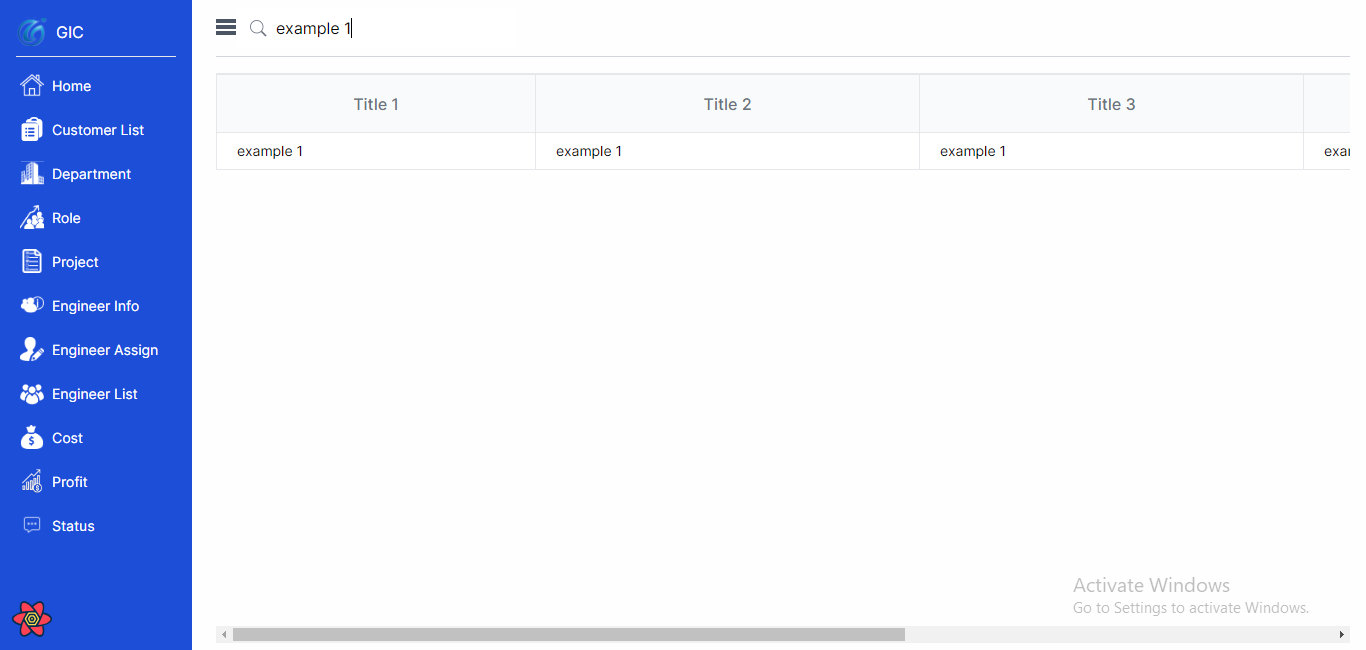 GIC
Home
Customer List
Department
Role
Project
Engineer Info
Engineer Assign
Engineer List
Cost
Profit
Status
example 1
Title 1 Title 2 Title 3
example 1 example 1 example 1 exa
Activate Windows
Go to Settings to activate Windows.